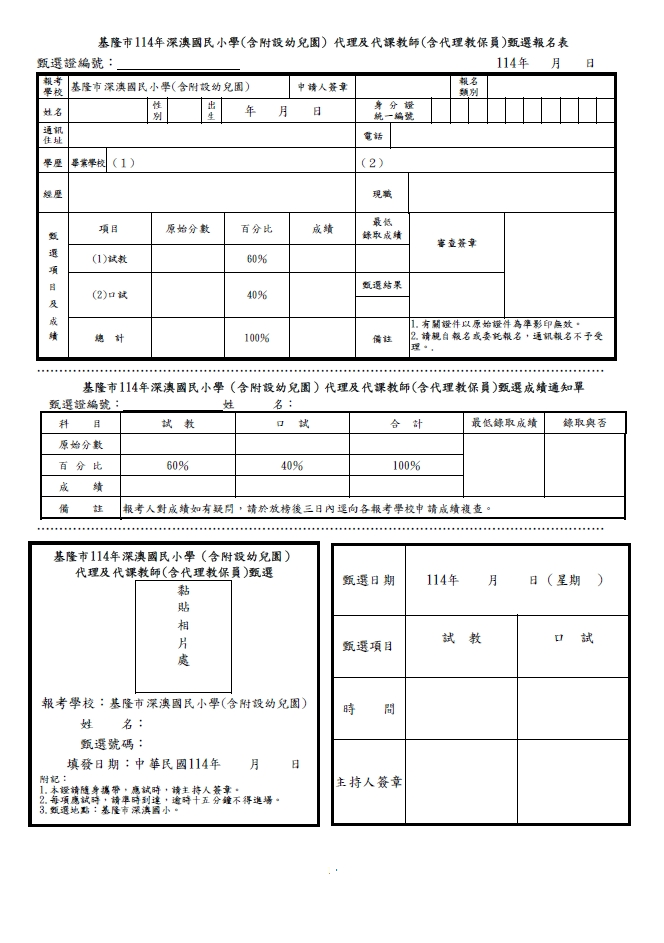 基隆市114年深澳國民小學(含附設幼兒園) 代理及代課教師(含代理教保員)甄選報名表
甄選證編號： 114年 月 日
報考學校 基隆市深澳國民小學(含附設幼兒園) 申請人簽章 報名類別
姓名 性別 出生 年 月 日 身分證統一編號
通訊住址 電話
學歷 畢業學校 (1) (2)
經歷 現職
甄選項目及成績 項目 原始分數 百分比 成績 最低錄取成績 審查簽章
(1)試教 60%
(2)口試 40% 甄選結果
總 計 100% 備註
1.有關證件以原始證件為準影印無效。
2.請親自報名或委託報名，通訊報名不予受
理。.
基隆市114年深澳國民小學（含附設幼兒園）代理及代課教師(含代理教保員)甄選成績通知單
甄選證編號： 姓 名：
科 目 試 教 口 試 合 計 最低錄取成績 錄取與否
原始分數
百 分 比 60% 40% 100%
成 績
備 註 報考人對成績如有疑問，請於放榜後三日內逕向各報考學校申請成績複查。
基隆市114年深澳國民小學（含附設幼兒園）
代理及代課教師(含代理教保員)甄選
黏
貼
相
片
處
報考學校：基隆市深澳國民小學(含附設幼兒園)
姓 名：
甄選號碼：
填發日期：中華民國114年 月 日
附記：
1.本證請隨身攜帶，應試時，請主持人簽章。
2.每項應試時，請準時到達，逾時十五分鐘不得進場。
3.甄選地點：基隆市深澳國小。
甄選日期 114年 月 日（星期 ）
甄選項目 試 教 口 試
時 間
主持人簽章